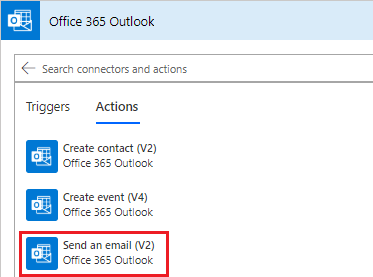 Office 365 Outlook
Search connectors and actions
Triggers Actions
Create contact (V2)
Office 365 Outlook
Create event (V4)
Office 365 Outlook
Send an email (V2)
Office 365 Outlook